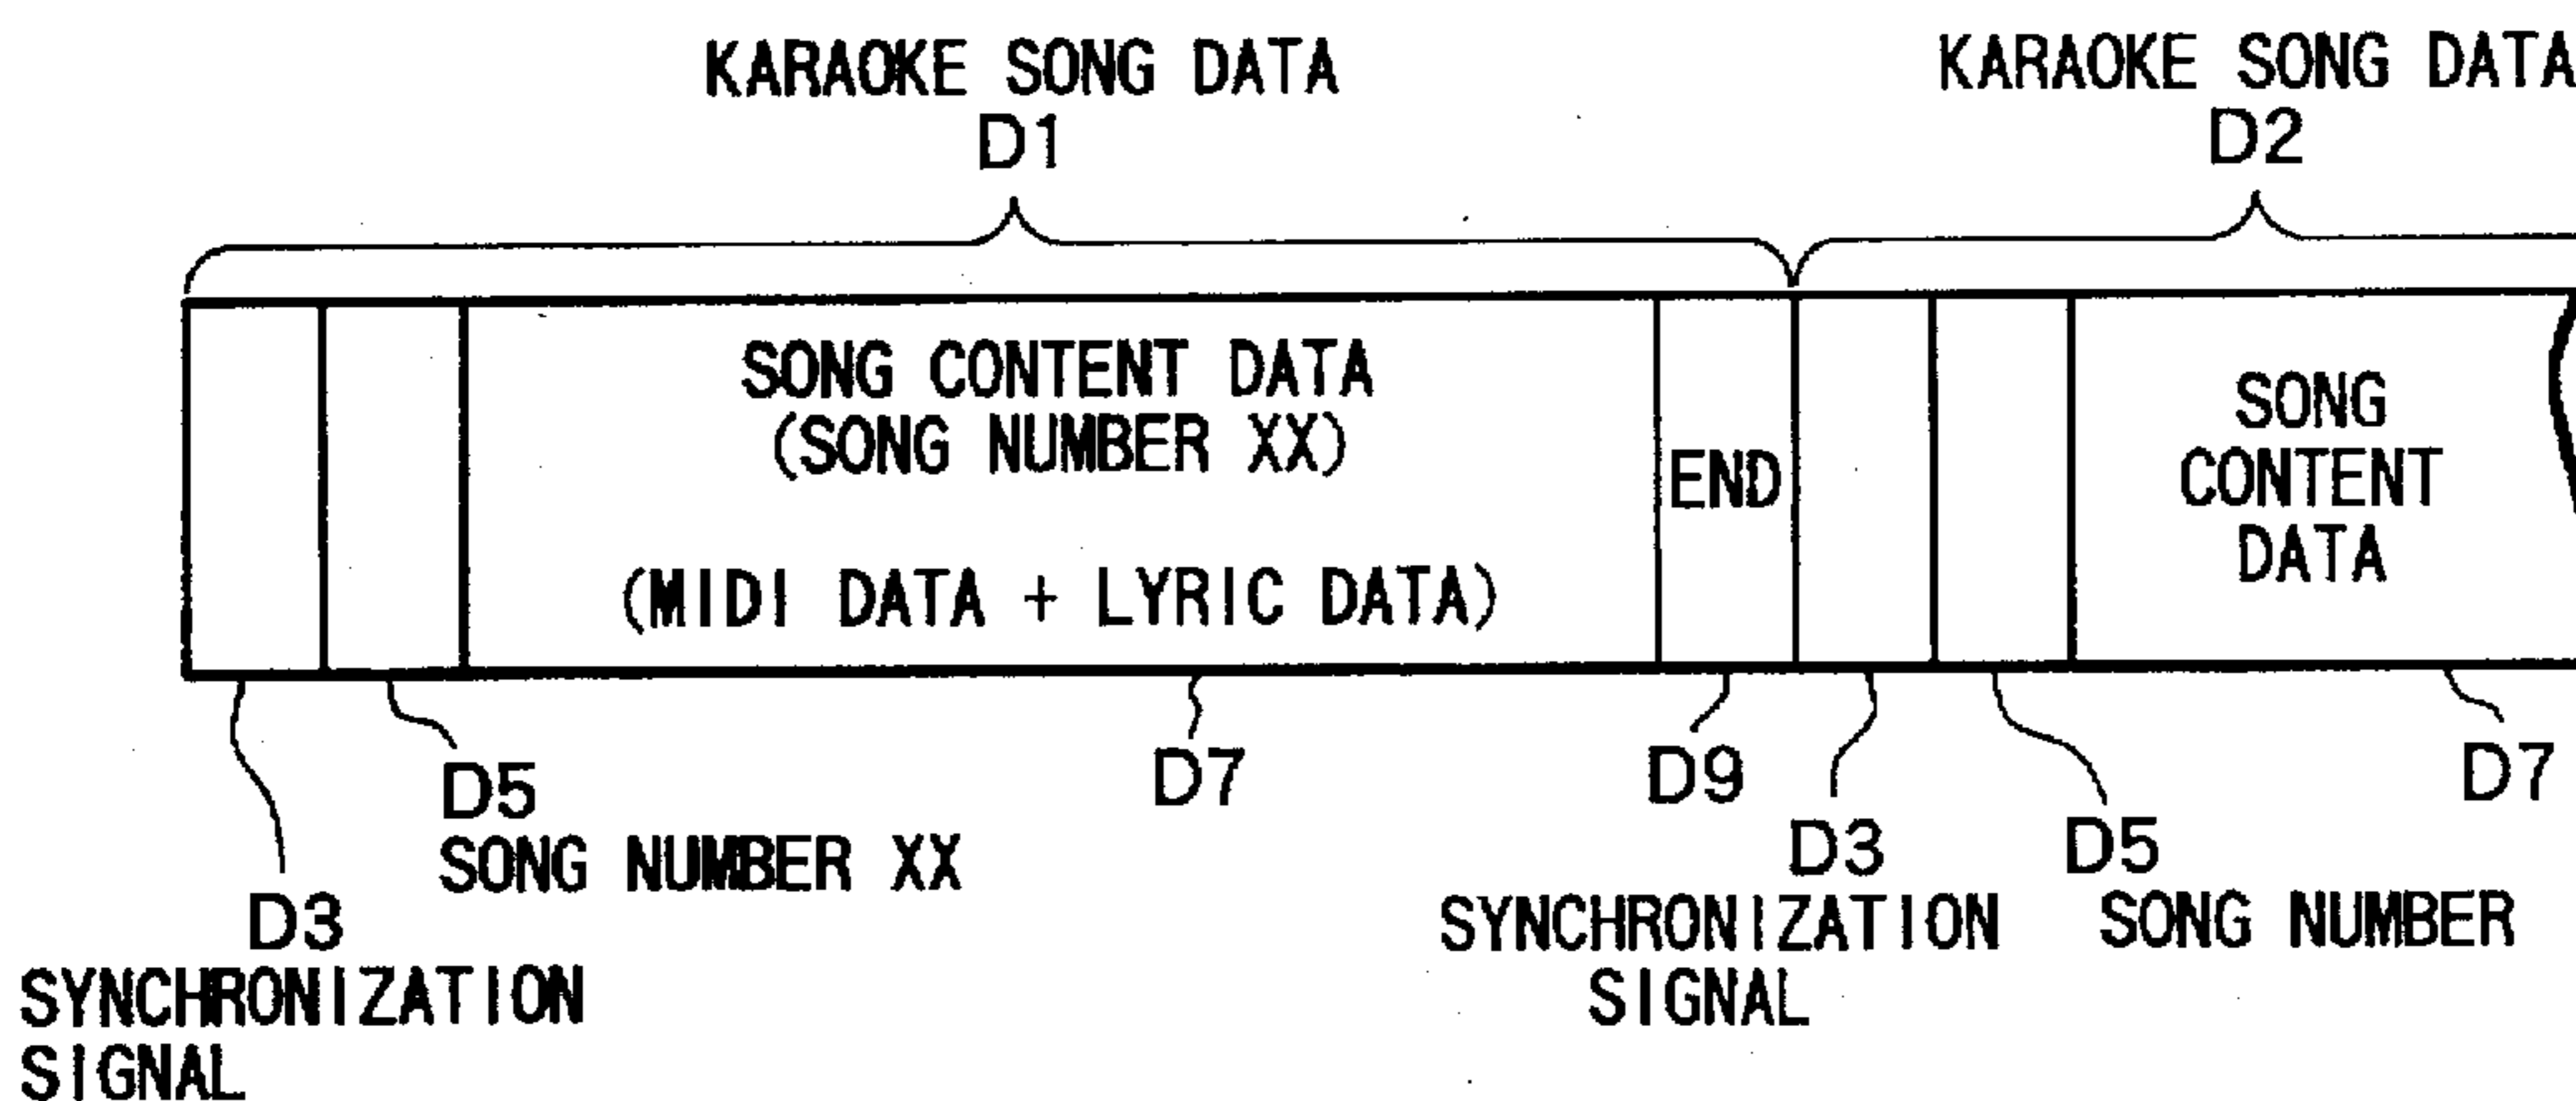 KARAOKE SONG DATA
D1
KARAOKE SONG DATA
D2
SONG CONTENT DATA
(SONG NUMBER XX)
(MIDI DATA + LYRIC DATA)
END
SONG
CONTENT
DATA
D3
SYNCHRONIZATION
SIGNAL
D5
SONG NUMBER XX
D7
D9
D3
SYNCHRONIZATION
SIGNAL
D5
SONG NUMBER
D7